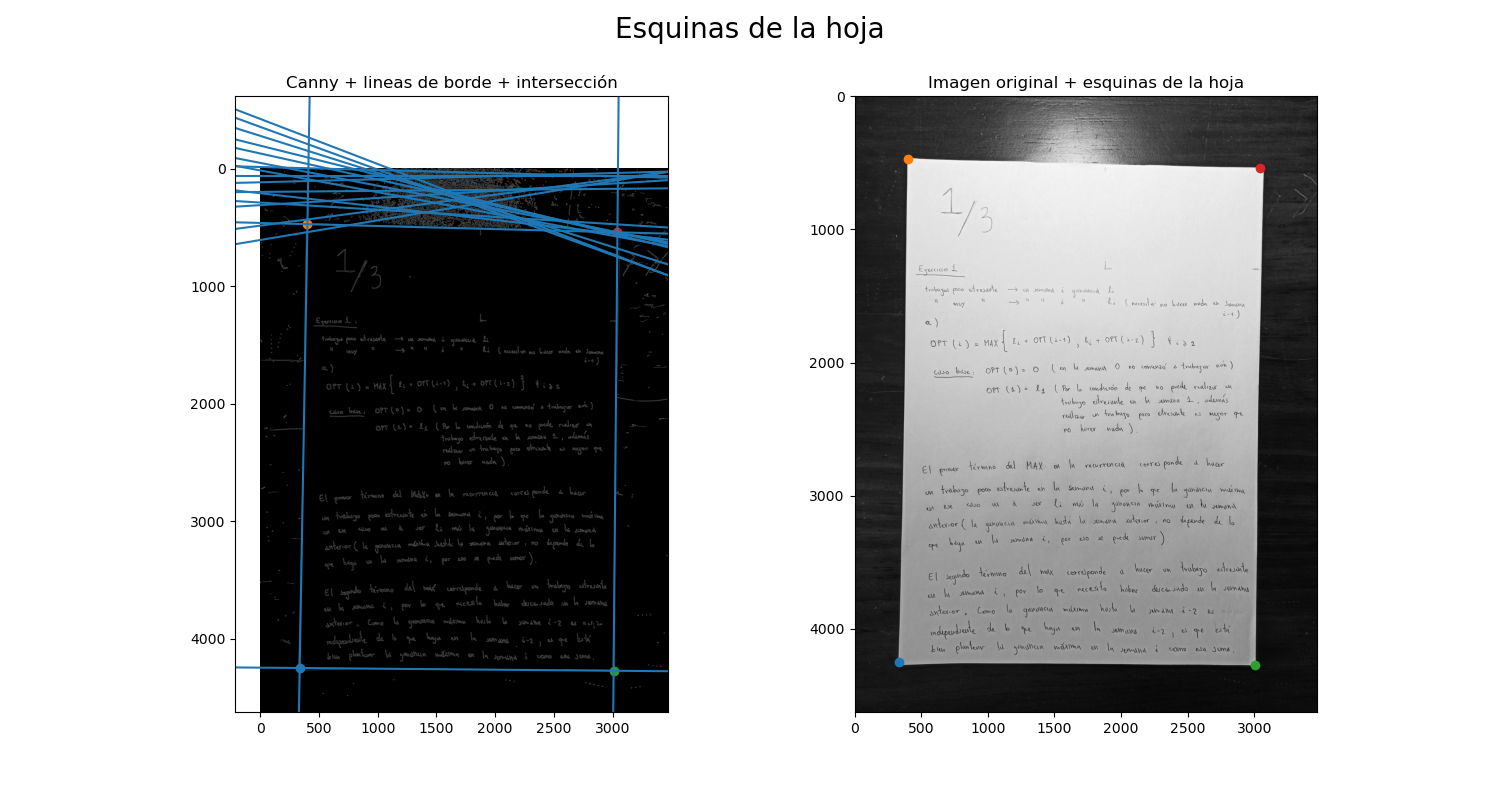 Esquinas de la hoja
Canny + lineas de borde + intersección
0
1000
2000
3000
4000
0
500
1000
1500
2000
2500
3000
Imagen original + esquinas de la hoja
0
1000
2000
3000
4000
0
500
1000
1500
2000
2500
3000
1/3
Ejercicio 1
trabajos poco estresante → en semana i ganancia li
" muy " → " " i " hi (necesito no hacer nada en semana
i-1)
a)
OPT (i) = MAX { li + OPT (i-1) , hi + OPT (i-2) } ∀ i ≥ 2
caso base: OPT (0) = 0 (en la semana 0 no comencé a trabajar aún)
OPT (1) = (Por la condición de que no puede realizar un
trabajo estresante en la semana 1, además
realizar un trabajo poco estresante es mejor que
no hacer nada).
El primer término del MAX en la recurrencia corresponde a hacer
un trabajo poco estresante en la semana i, por lo que la ganancia máxima
en ese caso va a ser li más la ganancia máxima en la semana
anterior (la ganancia máxima hasta la semana anterior, no depende de lo
que haga en la semana i, por eso se puede sumar)
El segundo término del max corresponde a hacer un trabajo estresante
en la semana i, por lo que necesito haber descansado en la semana
anterior. Como la ganancia máxima hasta la semana i-2 es
independiente de lo que haga en la semana i-2, es que está
bien plantear la ganancia máxima en la semana i como esa suma.